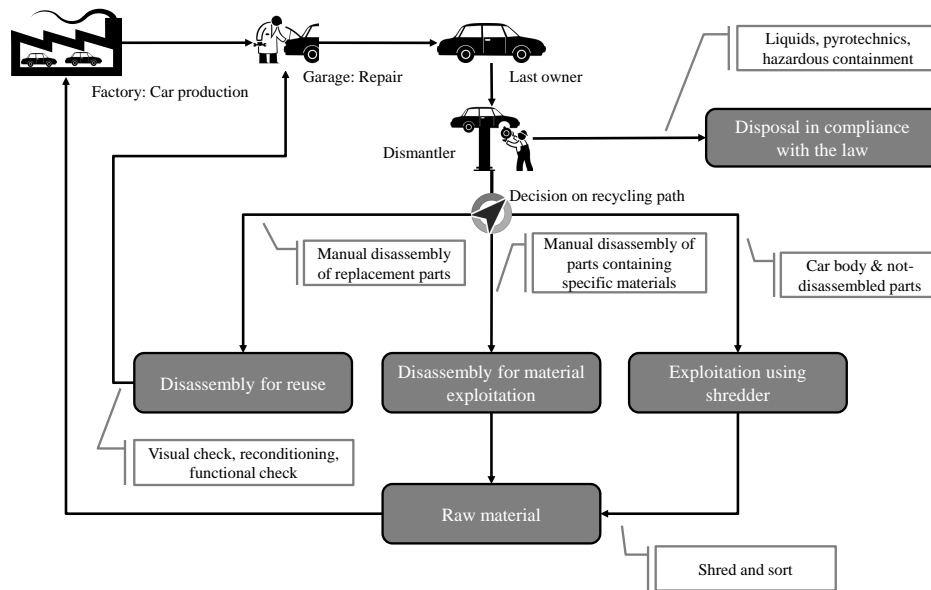 Liquids, pyrotechnics,
hazardous containment
Factory: Car production
Garage: Repair
Last owner
Dismantler
Disposal in compliance
with the law
Decision on recycling path
Manual disassembly
of replacement parts
Manual disassembly of
parts containing
specific materials
Car body & not-
disassembled parts
Disassembly for reuse
Disassembly for material
exploitation
Exploitation using
shredder
Visual check, reconditioning,
functional check
Raw material
Shred and sort